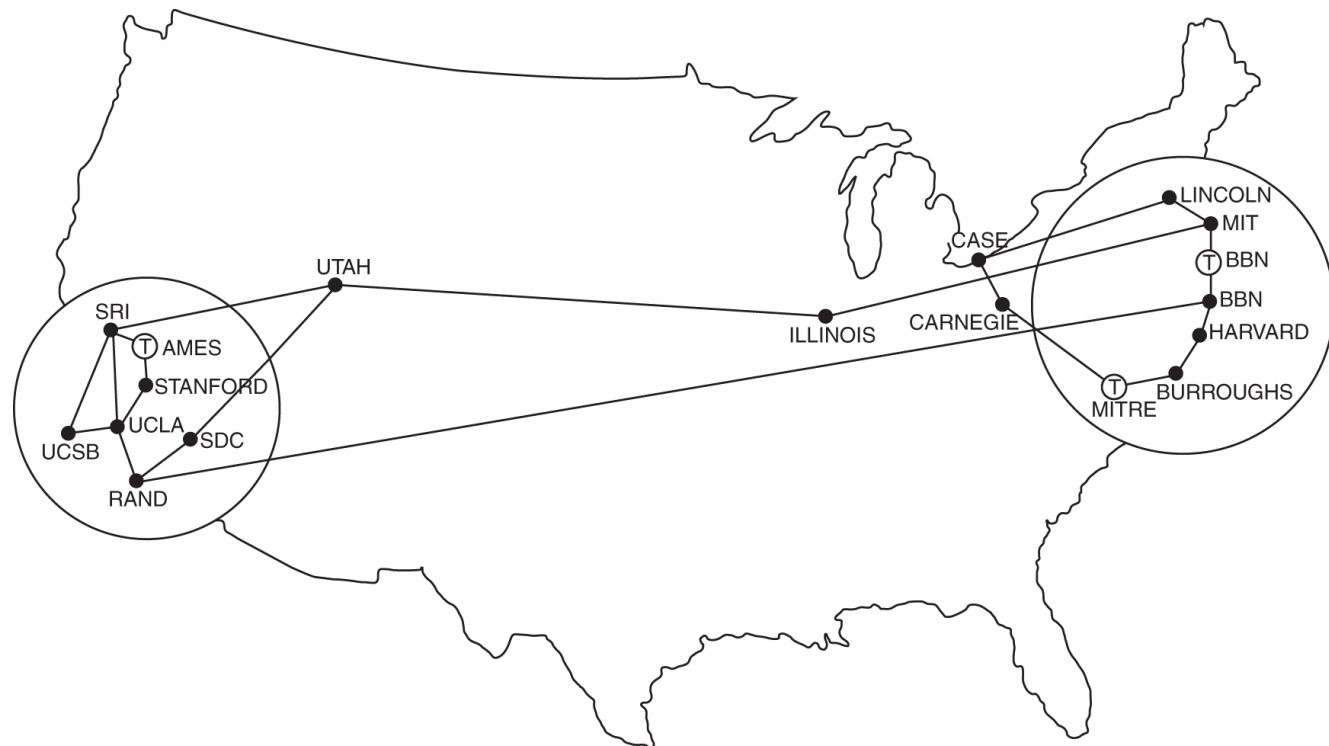 LINCOLN
MIT
CASE
T BBN
UTAH
BBN
SRI
ILLINOIS
CARNEGIE
HARVARD
T AMES
STANFORD
T
BURROUGHS
MITRE
UCLA
SDC
UCSB
RAND